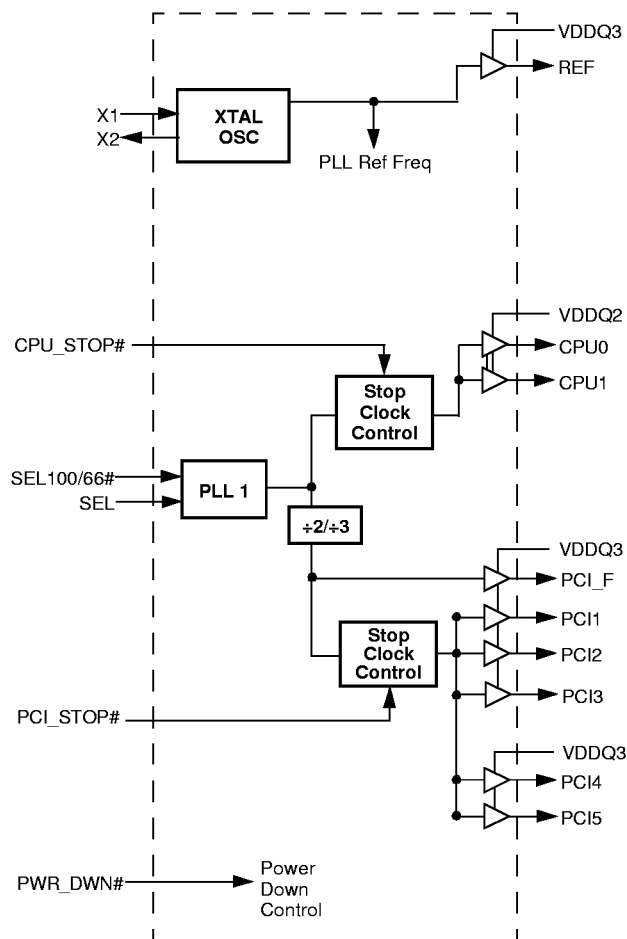 VDDQ3
REF
X1
X2
XTAL
OSC
PLL Ref Freq
VDDQ2
CPU_STOP#
CPU0
CPU1
Stop
Clock
Control
SEL100/66#
SEL
PLL 1
÷2/÷3
VDDQ3
PCI_F
PCI1
Stop
Clock
Control
PCI2
PCI3
PCI_STOP#
VDDQ3
PCI4
PCI5
PWR_DWN#
Power
Down
Control